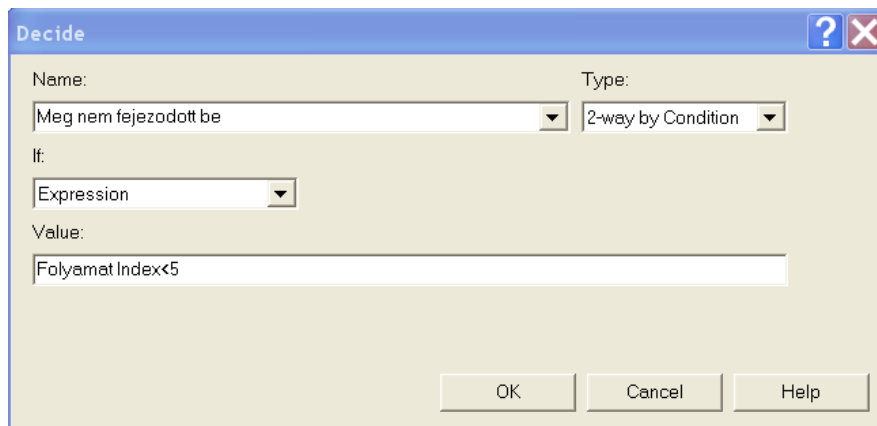 Decide
Name:
Type:
Meg nem fejezodott be
2-way by Condition
If:
Expression
Value:
Folyamat Index<5
OK
Cancel
Help